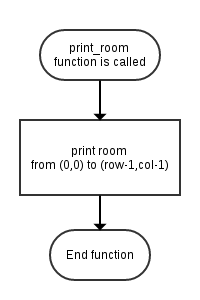 print_room
function is called
print room
from (0,0) to (row-1,col-1)
End function